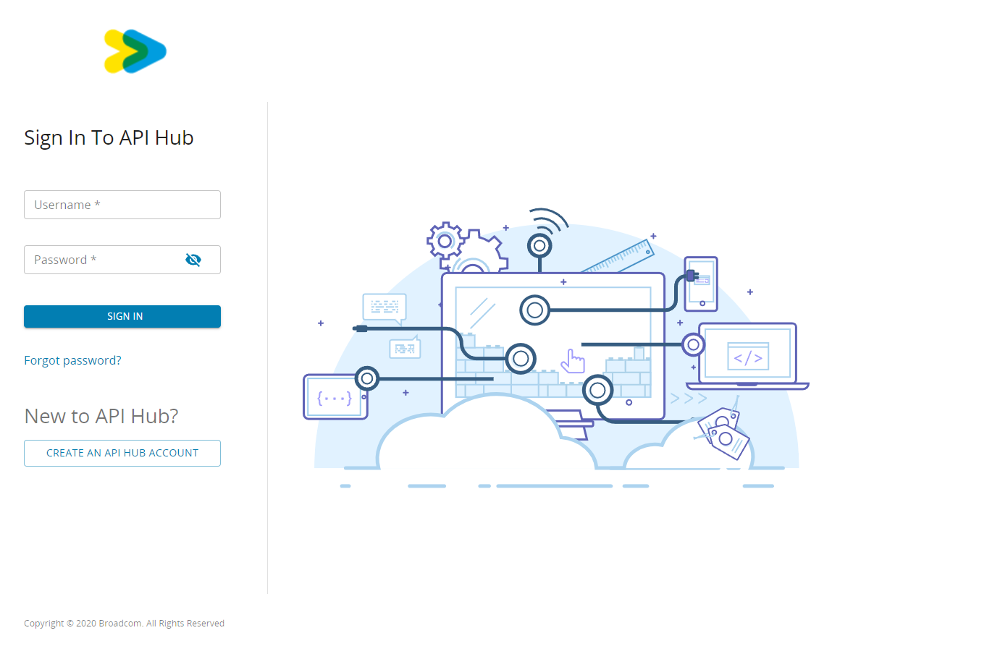 Sign In To API Hub
Username *
Password *
SIGN IN
Forgot password?
New to API Hub?
CREATE AN API HUB ACCOUNT
{...}
</>
Copyright © 2020 Broadcom. All Rights Reserved